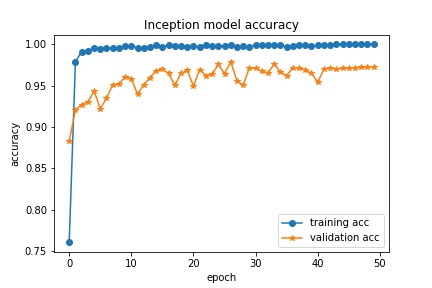 Inception model accuracy
1.00
0.95
0.90
0.85
0.80
0.75
accuracy
training acc
validation acc
0 10 20 30 40 50
epoch